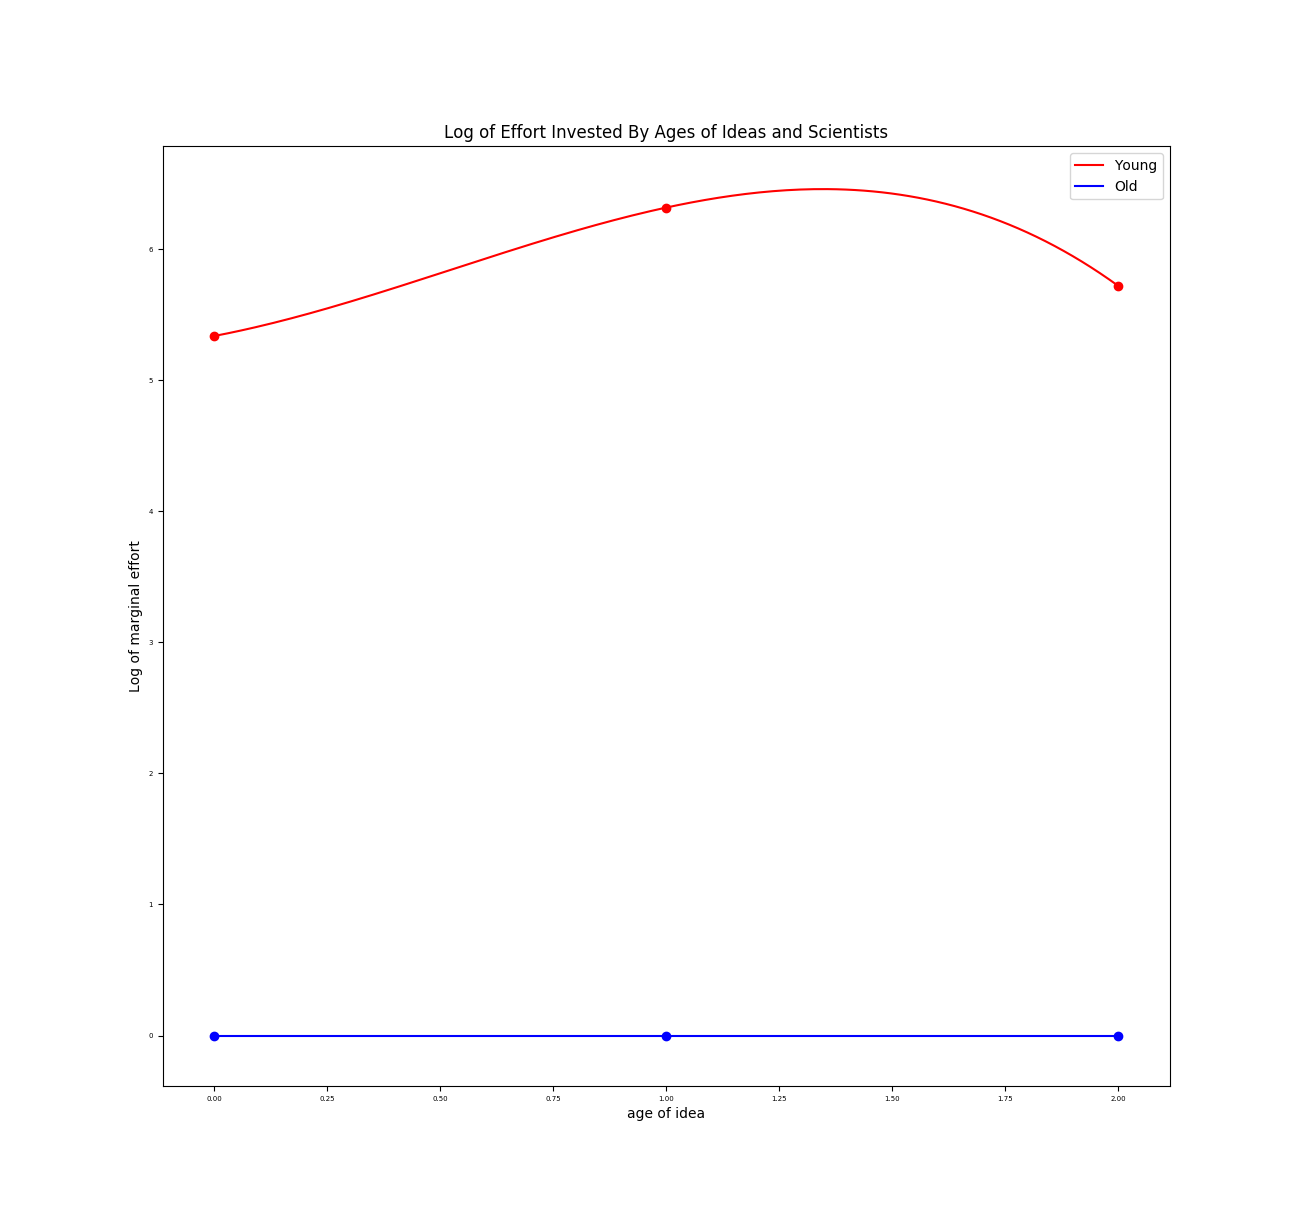 Log of Effort Invested By Ages of Ideas and Scientists
Young
Old
6
5
4
3
2
1
0
Log of marginal effort
0.00 0.25 0.50 0.75 1.00 1.25 1.50 1.75 2.00
age of idea